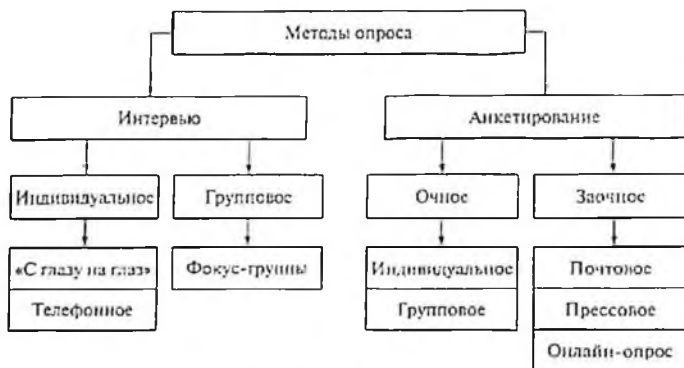 Методы опроса
Интервью
Анкетирование
Индивидуальное
Групповое
Очное
Заочное
«С глазу на глаз»
Фокус-группы
Индивидуальное
Почтовое
Телефонное
Групповое
Прессовое
Онлайн-опрос